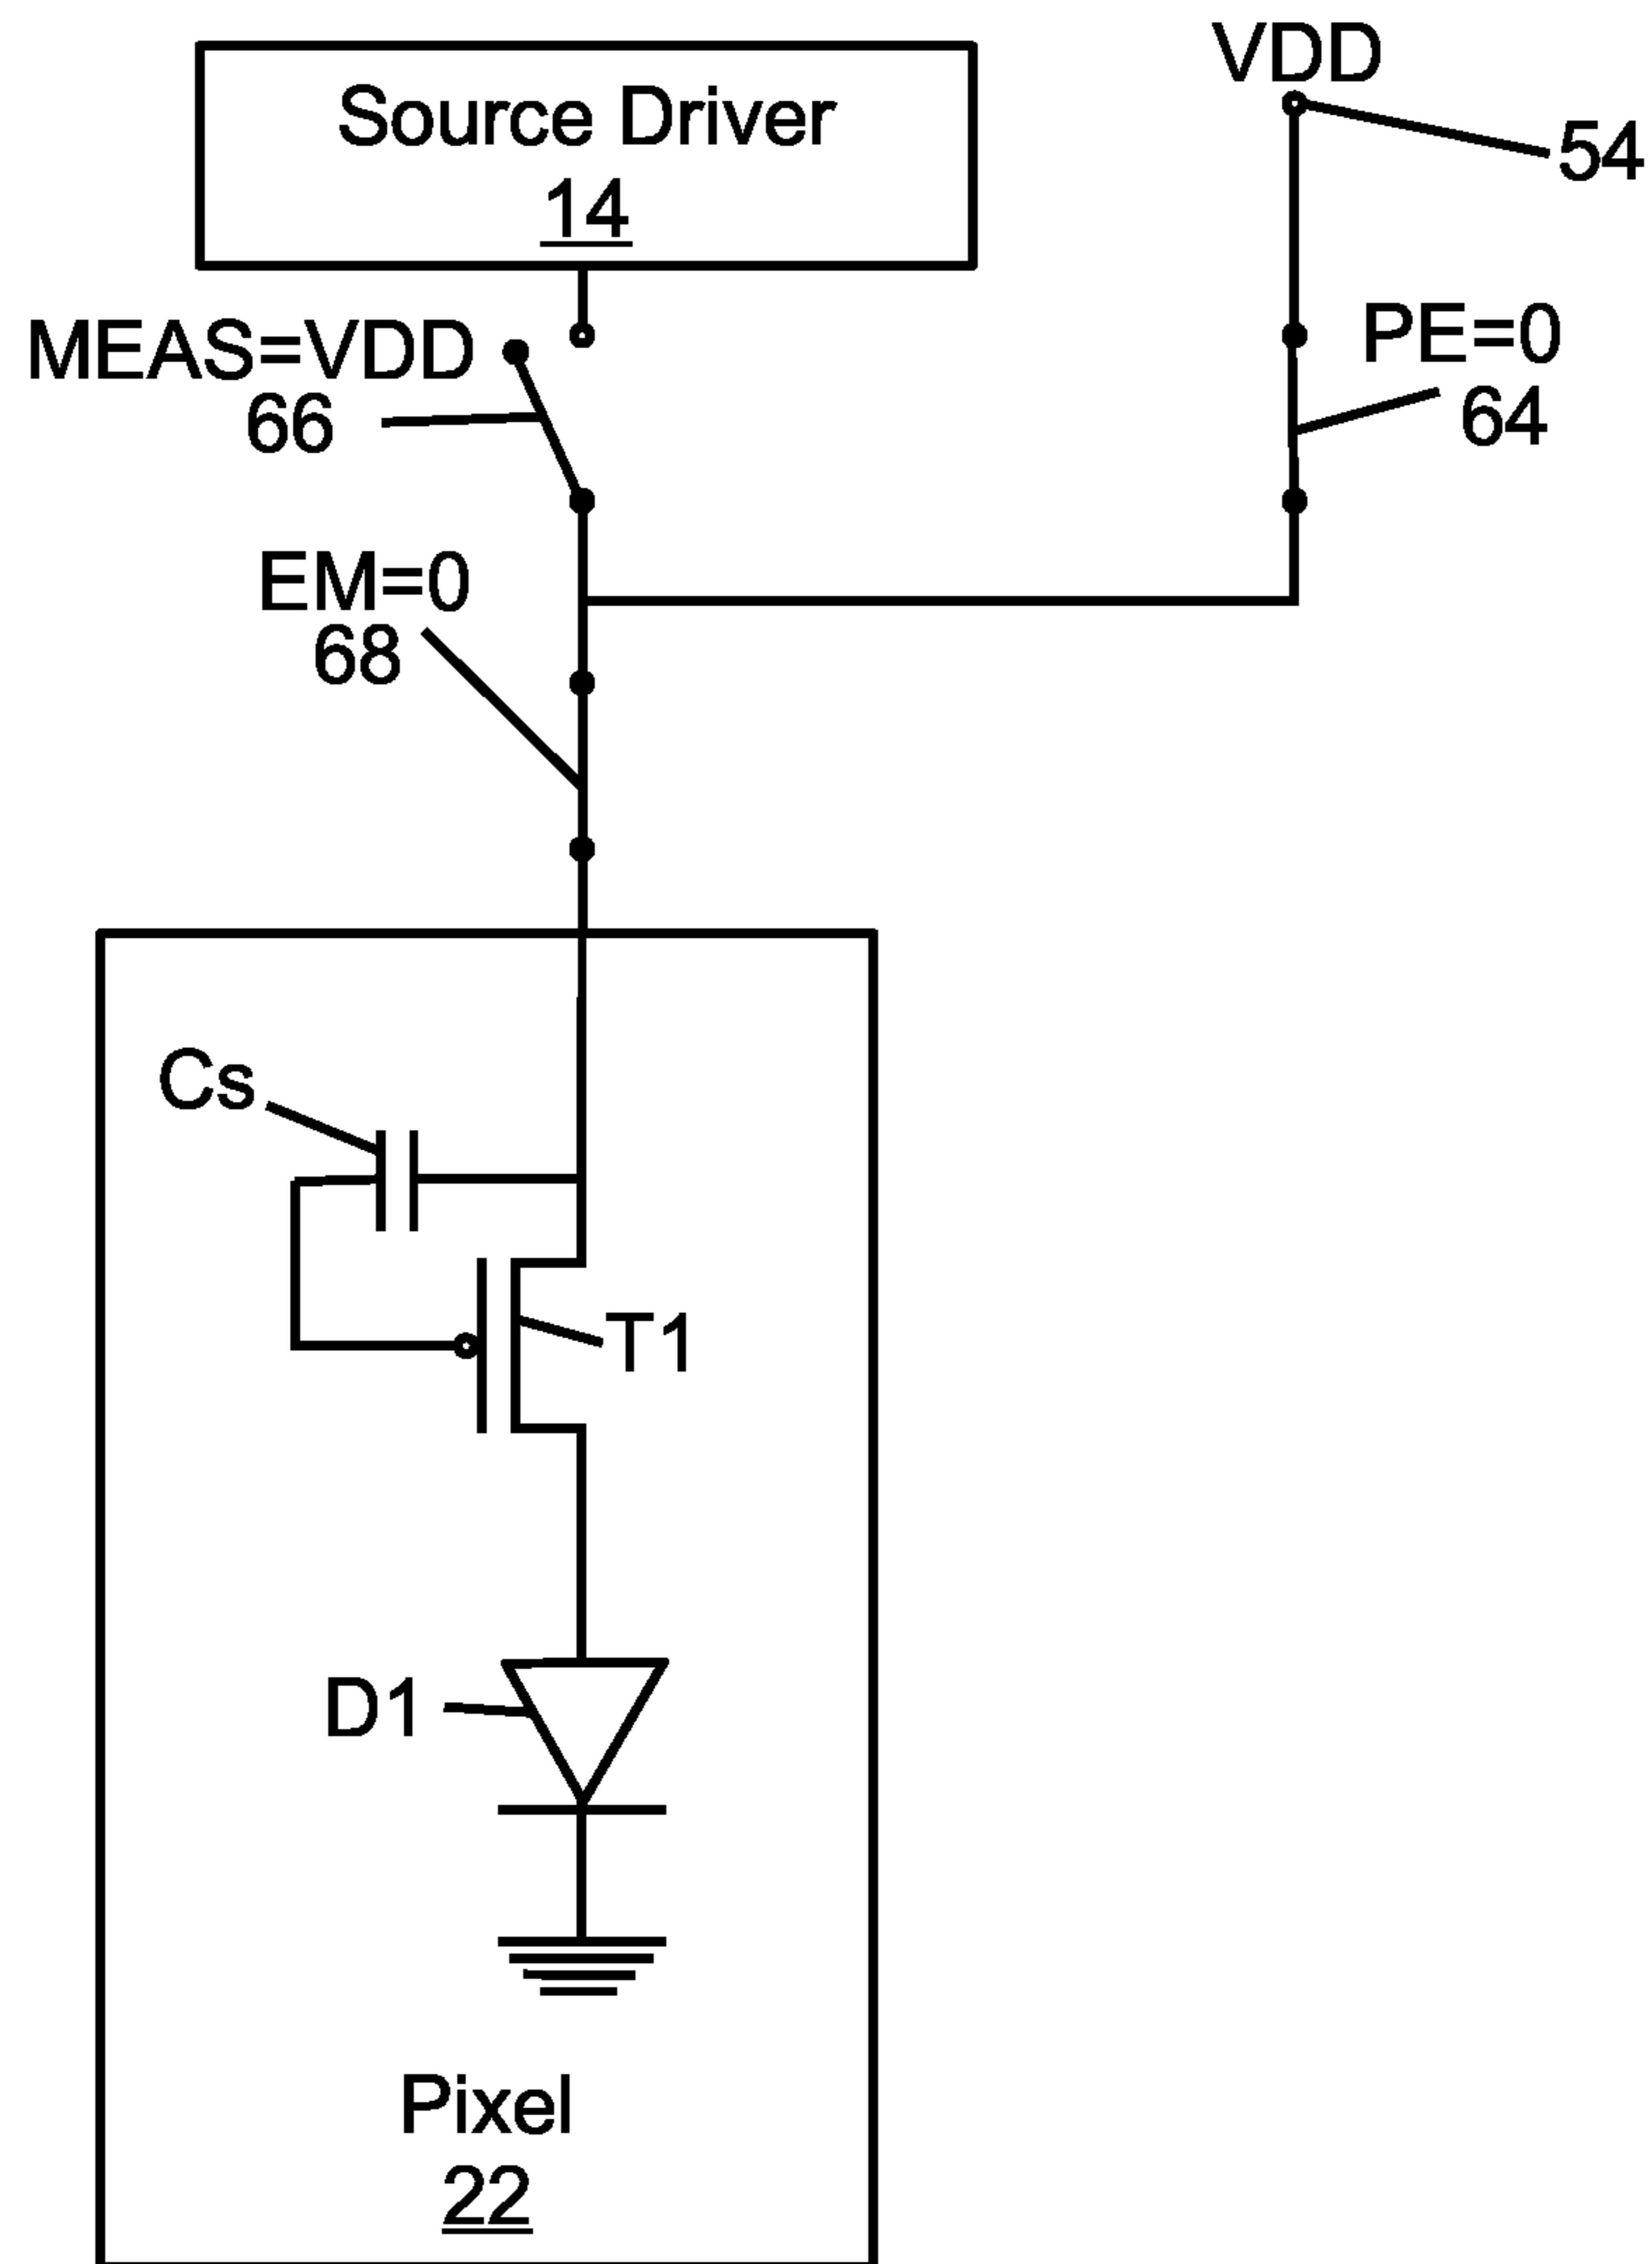 Source Driver
14
VDD
54
MEAS=VDD
66
PE=0
64
EM=0
68
Cs
T1
D1
Pixel
22